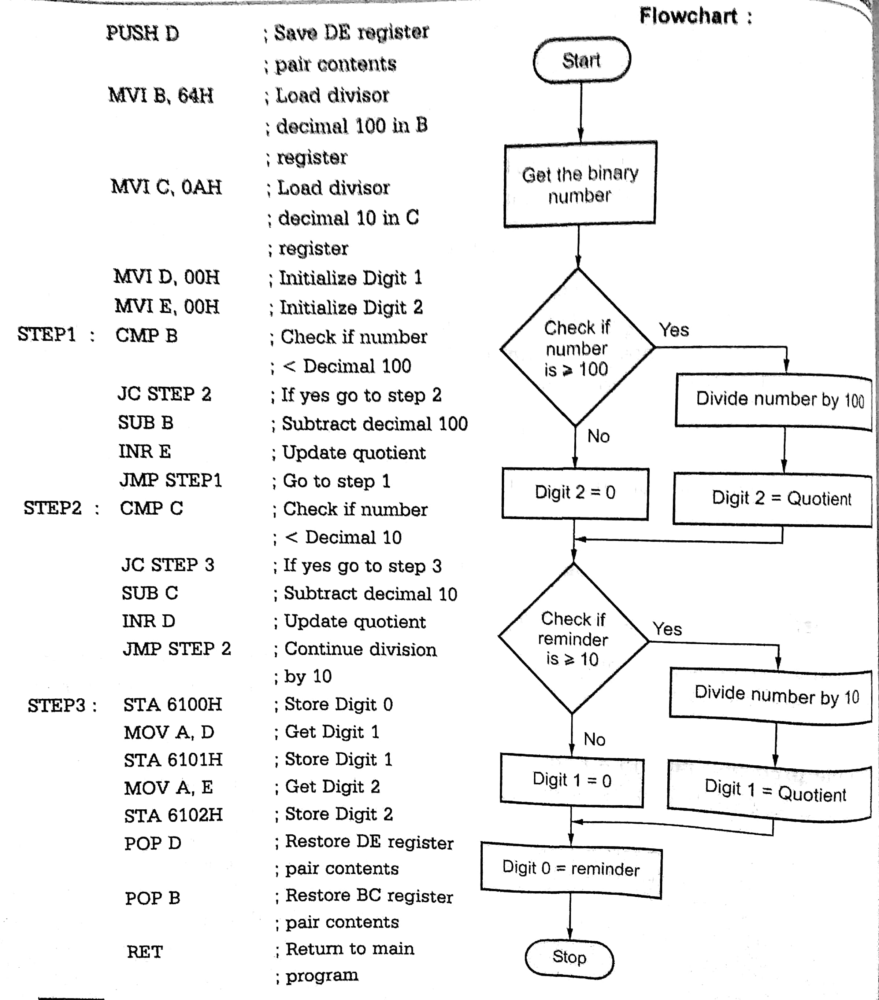 PUSH D ; Save DE register
; pair contents
MVI B, 64H ; Load divisor
; decimal 100 in B
; register
MVI C, 0AH ; Load divisor
; decimal 10 in C
; register
MVI D, 00H ; Initialize Digit 1
MVI E, 00H ; Initialize Digit 2
STEP1 : CMP B ; Check if number
; < Decimal 100
JC STEP 2 ; If yes go to step 2
SUB B ; Subtract decimal 100
INR E ; Update quotient
JMP STEP1 ; Go to step 1
STEP2 : CMP C ; Check if number
; < Decimal 10
JC STEP 3 ; If yes go to step 3
SUB C ; Subtract decimal 10
INR D ; Update quotient
JMP STEP 2 ; Continue division
; by 10
STEP3 : STA 6100H ; Store Digit 0
MOV A, D ; Get Digit 1
STA 6101H ; Store Digit 1
MOV A, E ; Get Digit 2
STA 6102H ; Store Digit 2
POP D ; Restore DE register
; pair contents
POP B ; Restore BC register
; pair contents
RET ; Return to main
; program
Flowchart :
Start
Get the binary
number
Check if
number
is ⩾ 100
Yes
Divide number by 100
No
Digit 2 = 0
Digit 2 = Quotient
Check if
reminder
is ⩾ 10
Yes
Divide number by 10
No
Digit 1 = 0
Digit 1 = Quotient
Digit 0 = reminder
Stop